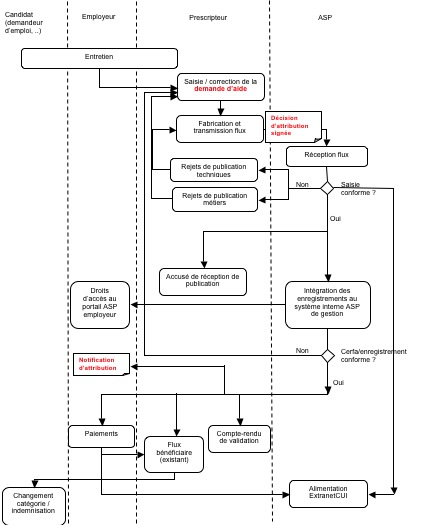 Candidat
(demandeur
d'emploi, ..)
Employeur
Prescripteur
ASP
Entretien
Saisie / correction de la
demande d'aide
Fabrication et
transmission flux
Décision
d'attribution
signée
Réception flux
Rejets de publication
techniques
Non
Saisie
conforme ?
Rejets de publication
métiers
Oui
Accusé de réception de
publication
Droits
d'accès au
portail ASP
employeur
Intégration des
enregistrements au
système interne ASP
de gestion
Non
Cerfa/enregistrement
conforme ?
Notification
d'attribution
Oui
Paiements
Flux
bénéficiaire
(existant)
Compte-rendu
de validation
Changement
catégorie /
indemnisation
Alimentation
ExtranetCUI